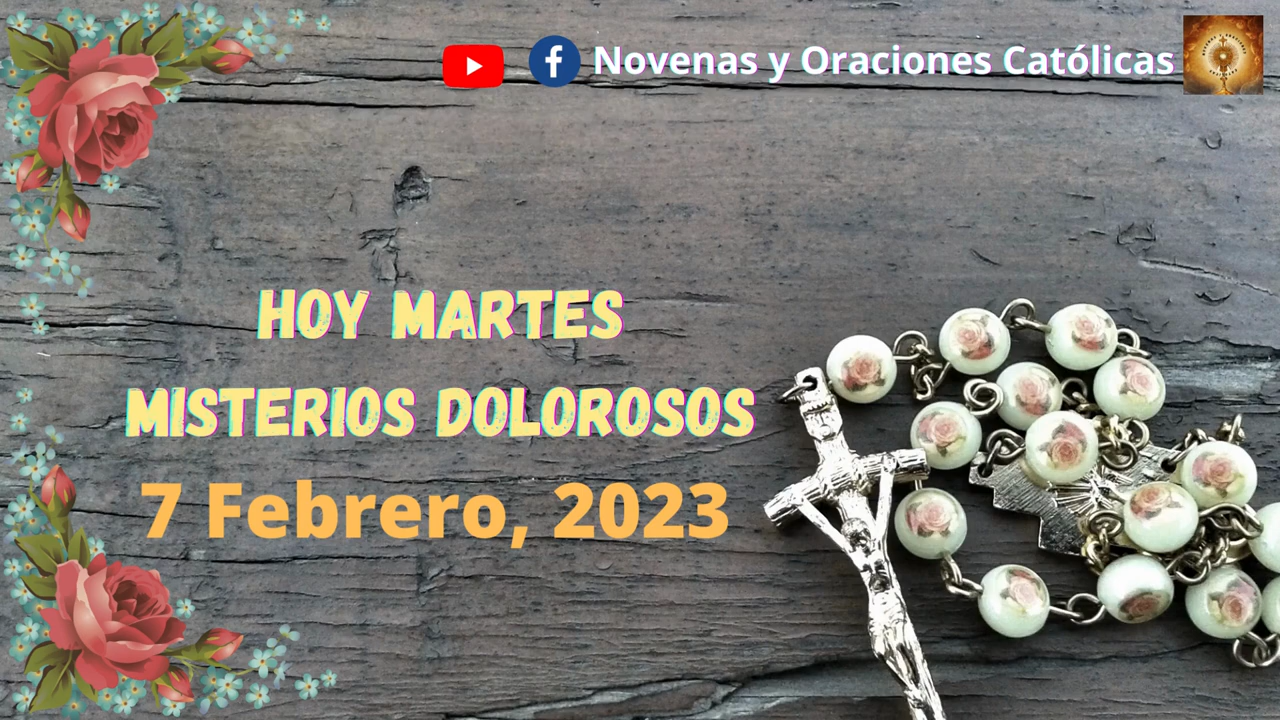 Novenas y Oraciones Católicas
HOY MARTES
MISTERIOS DOLOROSOS
7 Febrero, 2023